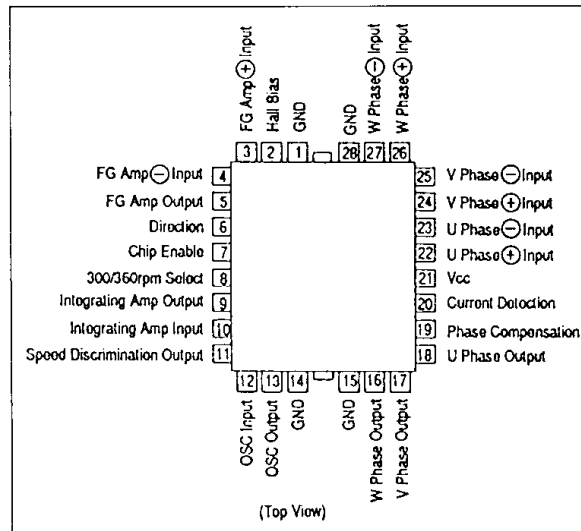 FG Amp⊕Input
Hall Bias
GND
GND
W Phase⊖Input
W Phase⊕Input
3 2 1 28 27 26
FG Amp⊖Input 4
FG Amp Output 5
Direction 6
Chip Enable 7
300/360rpm Select 8
Integrating Amp Output 9
Integrating Amp Input 10
Speed Discrimination Output 11
25 V Phase⊖Input
24 V Phase⊕Input
23 U Phase⊖Input
22 U Phase⊕Input
21 Vcc
20 Current Detection
19 Phase Compensation
18 U Phase Output
12 13 14 15 16 17
OSC Input
OSC Output
GND
GND
W Phase Output
V Phase Output
(Top View)